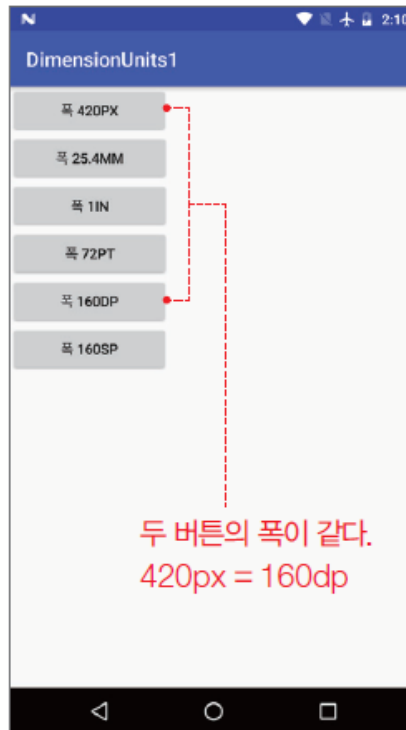 2:10
DimensionUnits1
폭 420PX
폭 25.4MM
폭 1IN
폭 72PT
폭 160DP
폭 160SP
두 버튼의 폭이 같다.
420px = 160dp